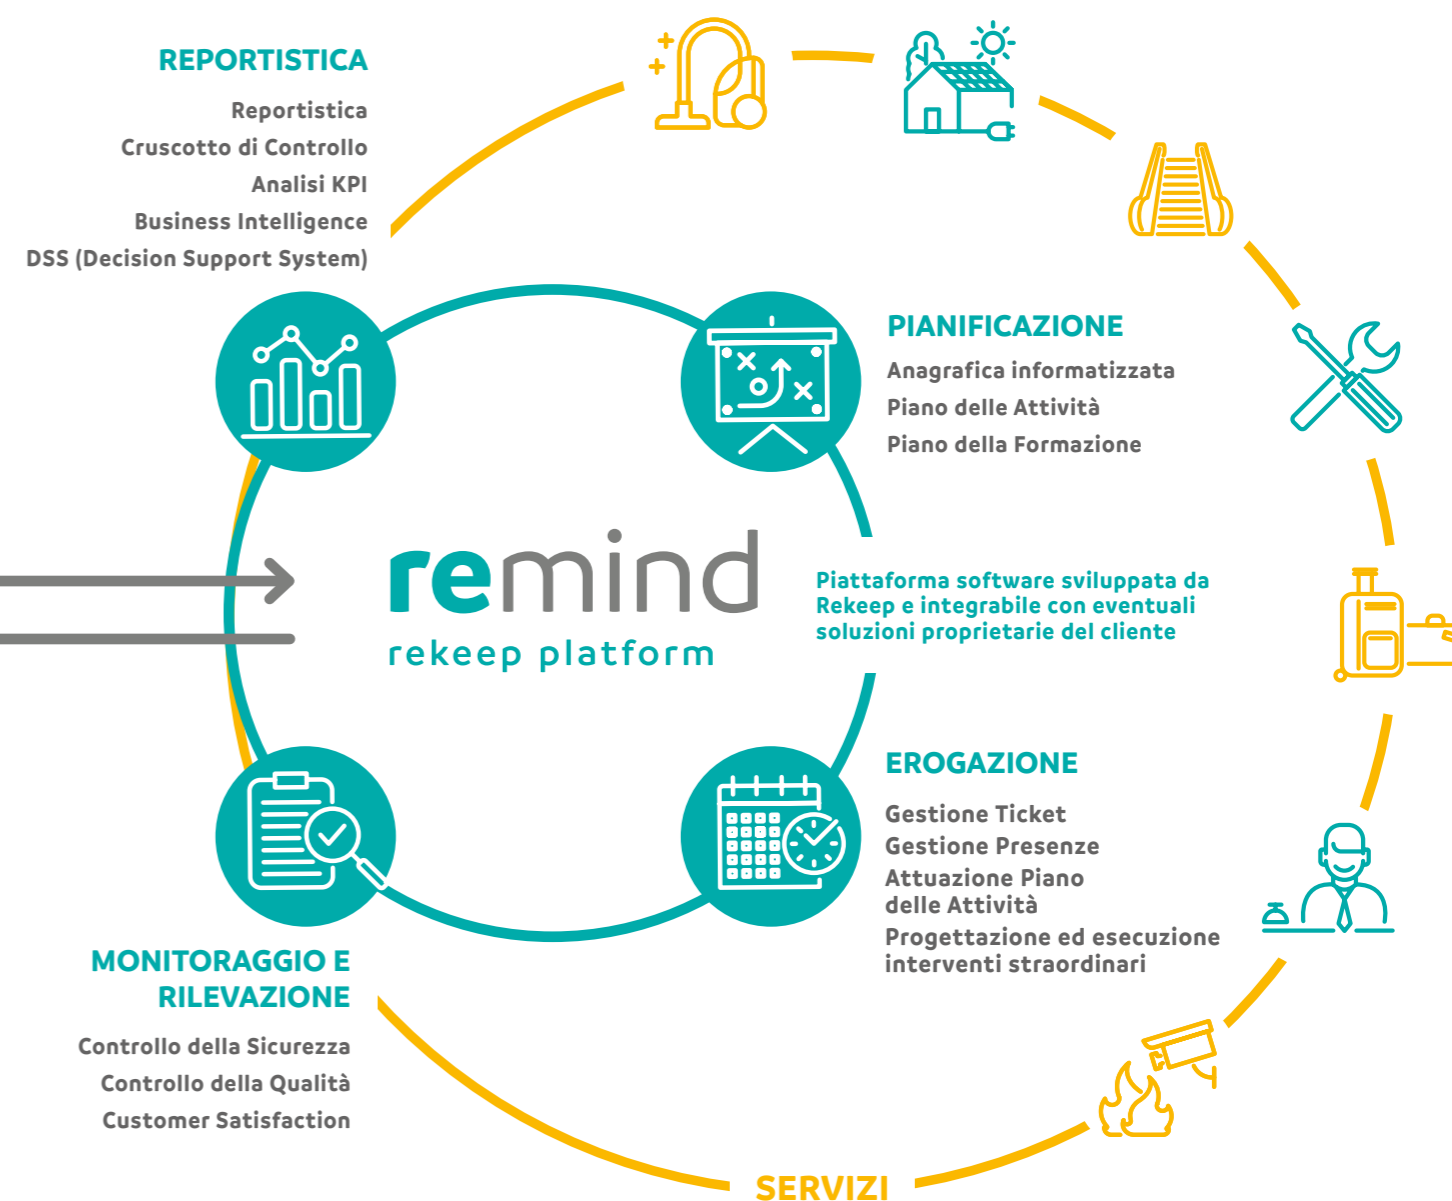 REPORTISTICA
Reportistica
Cruscotto di Controllo
Analisi KPI
Business Intelligence
DSS (Decision Support System)
PIANIFICAZIONE
Anagrafica informatizzata
Piano delle Attività
Piano della Formazione
remind
rekeep platform
Piattaforma software sviluppata da
Rekeep e integrabile con eventuali
soluzioni proprietarie del cliente
EROGAZIONE
Gestione Ticket
Gestione Presenze
Attuazione Piano
delle Attività
Progettazione ed esecuzione
interventi straordinari
MONITORAGGIO E
RILEVAZIONE
Controllo della Sicurezza
Controllo della Qualità
Customer Satisfaction
SERVIZI